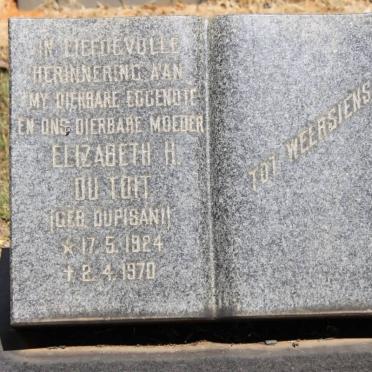 IN LIEFDEVOLLE
HERINNERING AAN
MY DIERBARE EGGENOTE
EN ONS DIERBARE MOEDER
ELIZABETH H.
DU TOIT
(GEB. DUPISANI)
* 17.5.1924
† 2.4.1970
TOT WEERSIENS